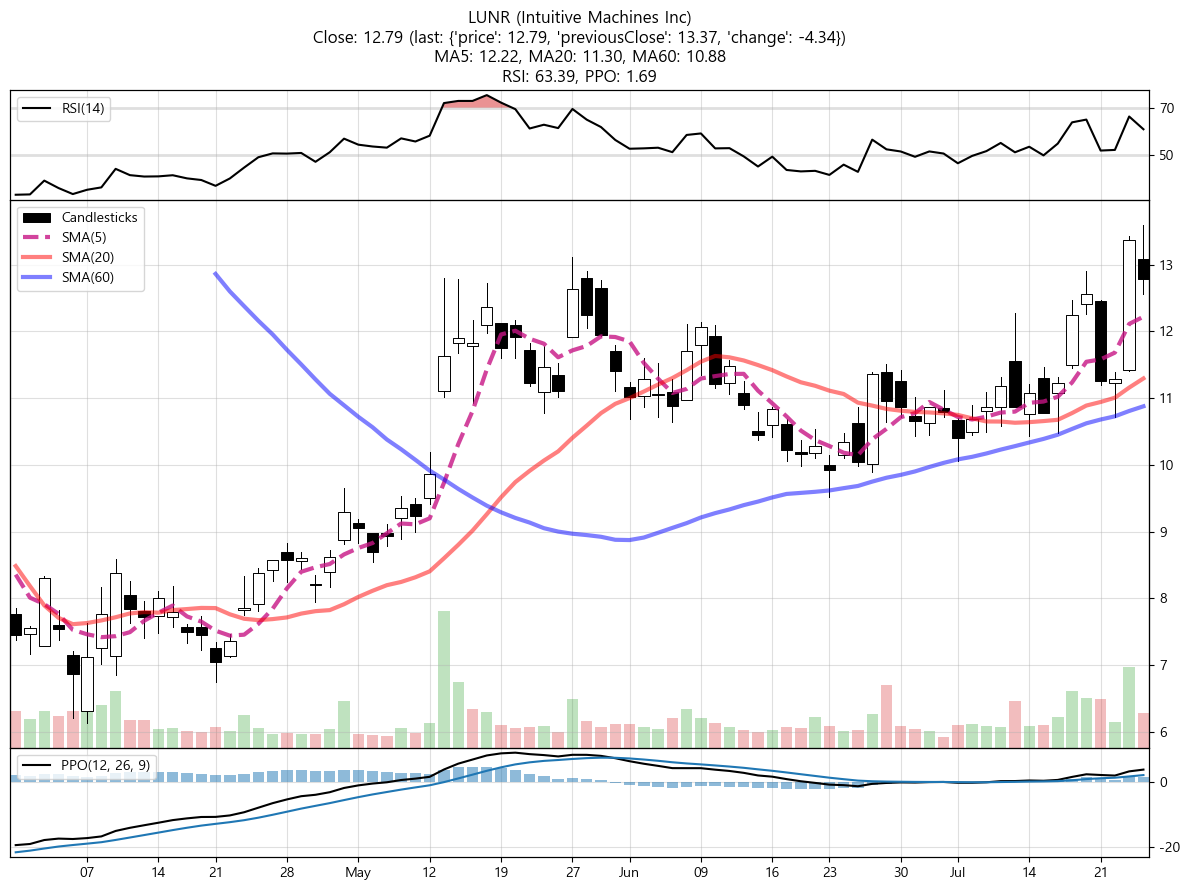 LUNR (Intuitive Machines Inc)
Close: 12.79 (last: {'price': 12.79, 'previousClose': 13.37, 'change': -4.34})
MA5: 12.22, MA20: 11.30, MA60: 10.88
RSI: 63.39, PPO: 1.69
RSI(14)
70
50
Candlesticks
SMA(5)
SMA(20)
SMA(60)
13
12
11
10
9
8
7
6
PPO(12, 26, 9)
0
-20
07 14 21 28 May 12 19 27 Jun 09 16 23 30 Jul 14 21